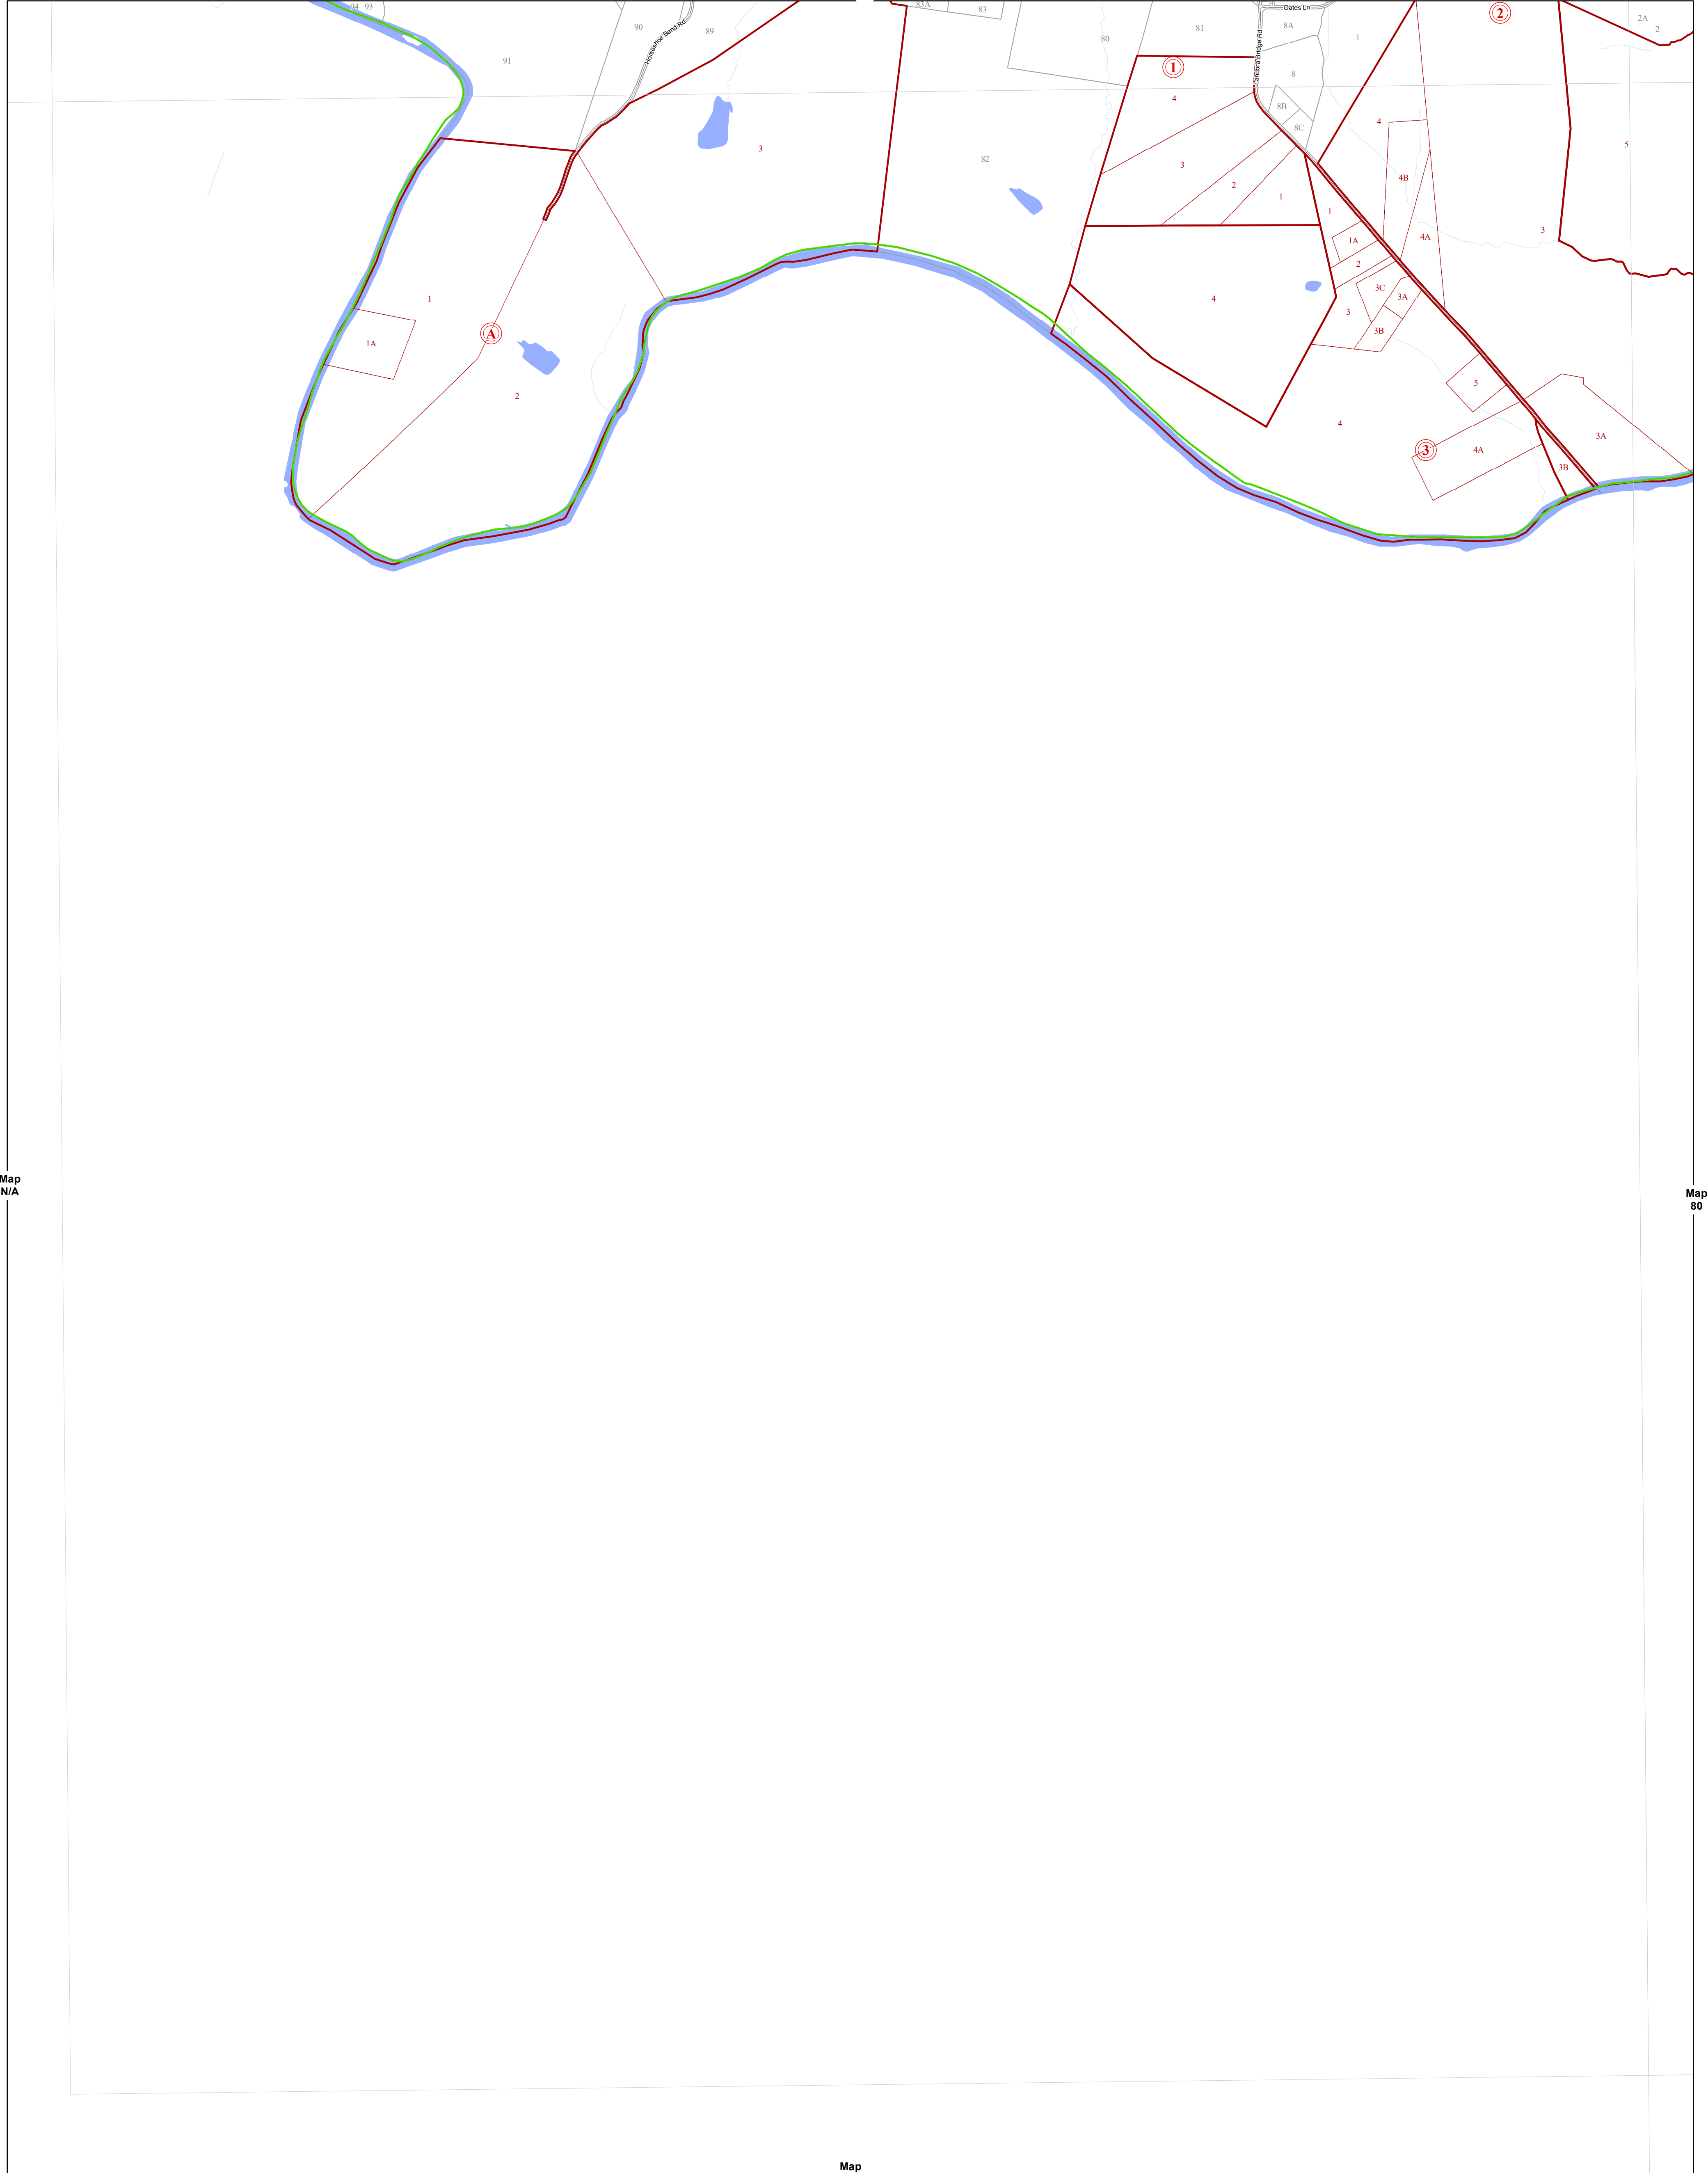 94 93
83A
83
Oates Ln
2
2A
2
90
89
Horseshoe Bend Rd
91
80
81
8A
1
Landora Bridge Rd
1
8
4
8B
8C
4
5
3
82
3
4B
2
1
1
4A
3
1A
2
3C
3A
3
3B
1
4
A
1A
2
5
4
3
4A
3A
3B
Map
N/A
Map
80
Map